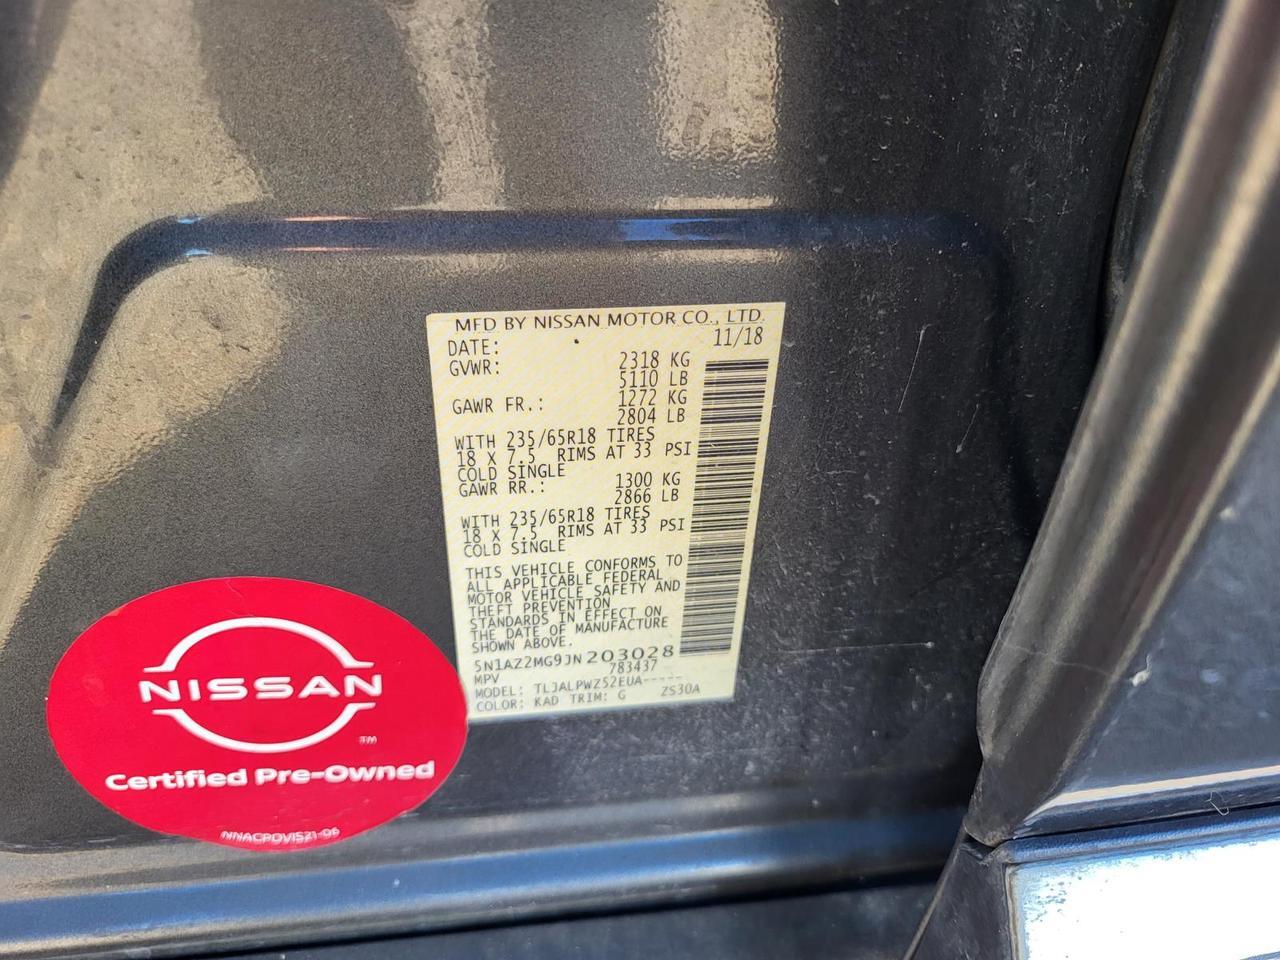 MFD BY NISSAN MOTOR CO., LTD.
DATE: 11/18
GVWR: 2318 KG
5110 LB
GAWR FR.: 1272 KG
2804 LB
WITH 235/65R18 TIRES
18 X 7.5 RIMS AT 33 PSI
COLD SINGLE
GAWR RR.: 1300 KG
2866 LB
WITH 235/65R18 TIRES
18 X 7.5 RIMS AT 33 PSI
COLD SINGLE
THIS VEHICLE CONFORMS TO
ALL APPLICABLE FEDERAL
MOTOR VEHICLE SAFETY AND
THEFT PREVENTION
STANDARDS IN EFFECT ON
THE DATE OF MANUFACTURE
SHOWN ABOVE.
5N1AZ2MG9JN203028
MPV 783437
MODEL: TLJALPWZ52EUA-----
COLOR: KAD TRIM: G ZS30A
NISSAN
TM
Certified Pre-Owned
NNACPOVIS21-06